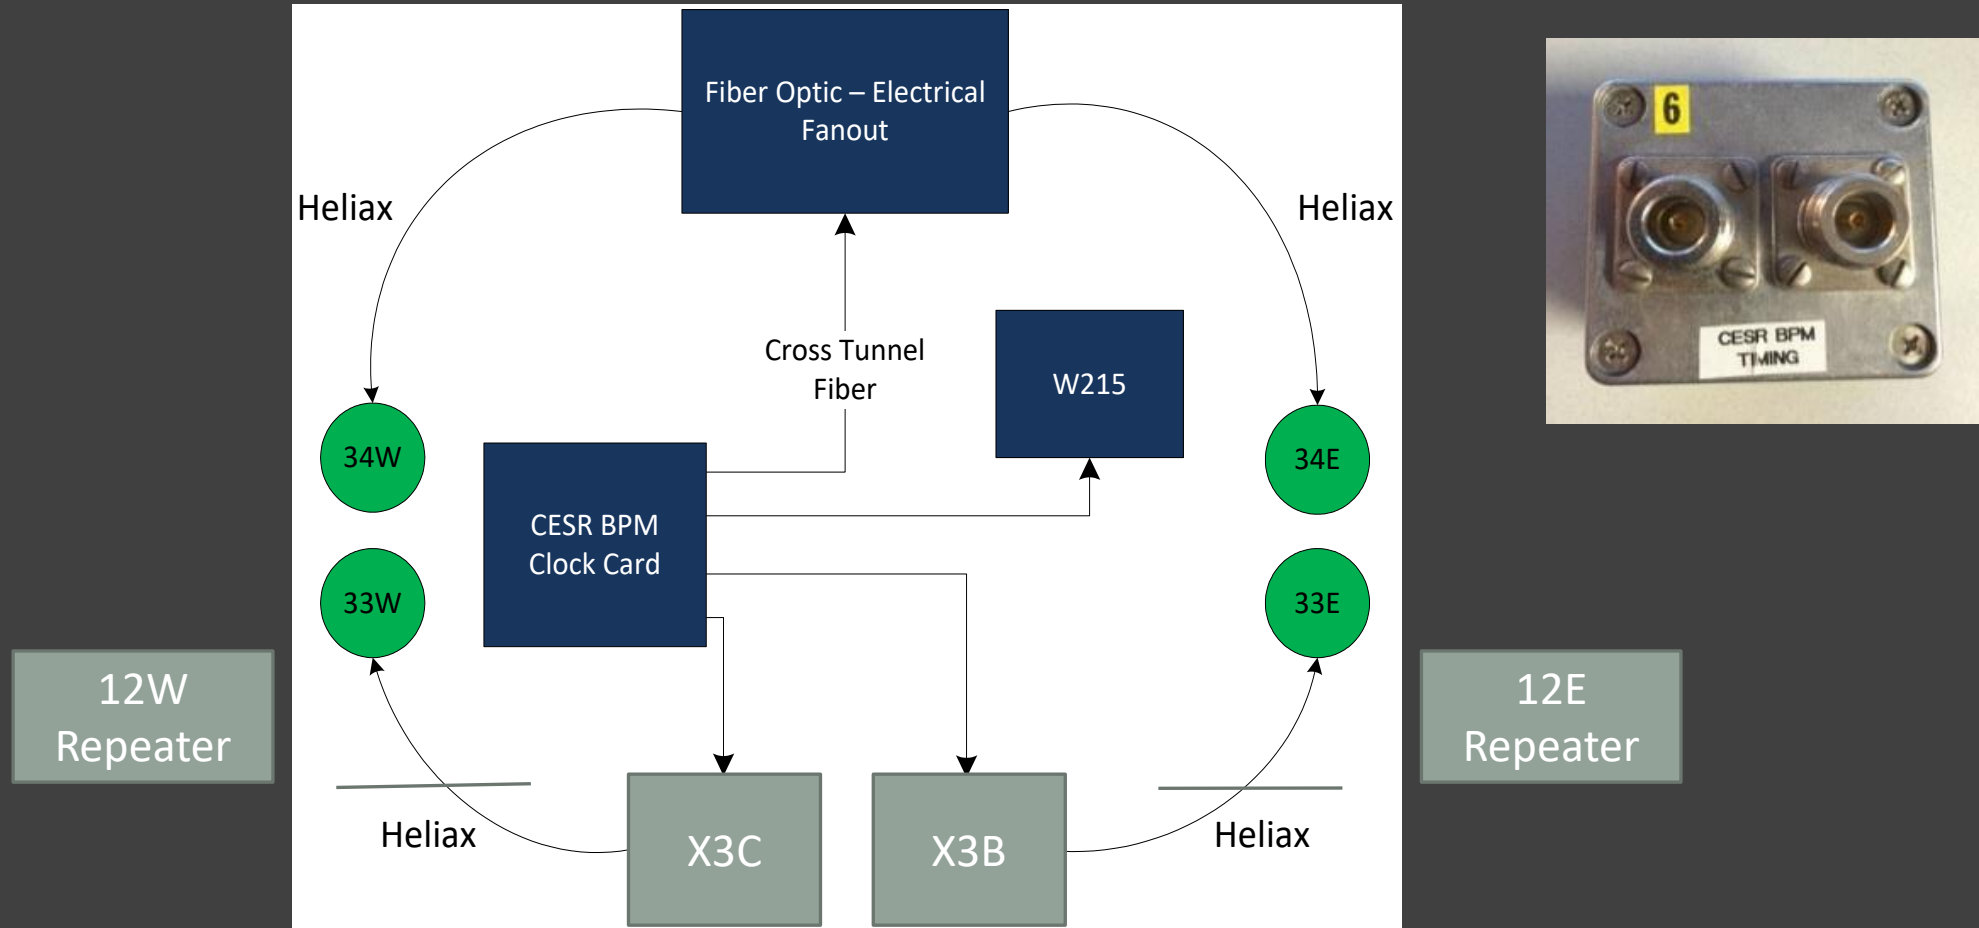 Fiber Optic – Electrical
Fanout
6
CESR BPM
TIMING
Heliax
Heliax
Cross Tunnel
Fiber
W215
34W
34E
CESR BPM
Clock Card
33W
33E
12W
Repeater
12E
Repeater
Heliax
X3C
X3B
Heliax